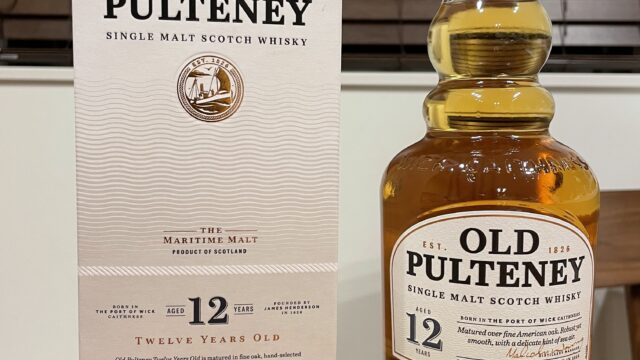 PULTENEY
SINGLE MALT SCOTCH WHISKY
EST. 1826
THE
MARITIME MALT
PRODUCT OF SCOTLAND
BORN IN
THE PORT OF WICK
CAITHNESS
AGED 12 YEARS
FOUNDED BY
JAMES HENDERSON
IN 1826
TWELVE YEARS OLD
Old Pulteney Twelve Years Old is matured in fine oak, hand-selected
EST. 1826
OLD
PULTENEY
SINGLE MALT SCOTCH WHISKY
BORN IN THE PORT OF WICK CAITHNESS
AGED
12
YEARS
Matured over fine American oak. Robust yet
smooth, with a delicate hint of sea air.